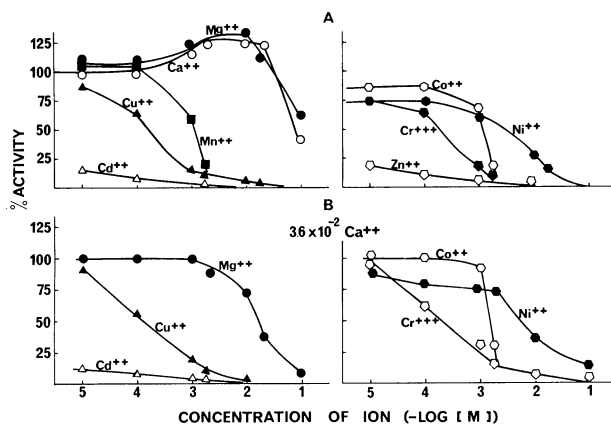 A
% ACTIVITY
125
100
75
50
25
Mg++
Ca++
Cu++
Mn++
Cd++
Co++
Cr+++
Ni++
Zn++
B
3.6 x 10-2 Ca++
125
100
75
50
25
Mg++
Cu++
Cd++
Co++
Ni++
Cr+++
5 4 3 2 1
5 4 3 2 1
CONCENTRATION OF ION (-LOG [ M ])